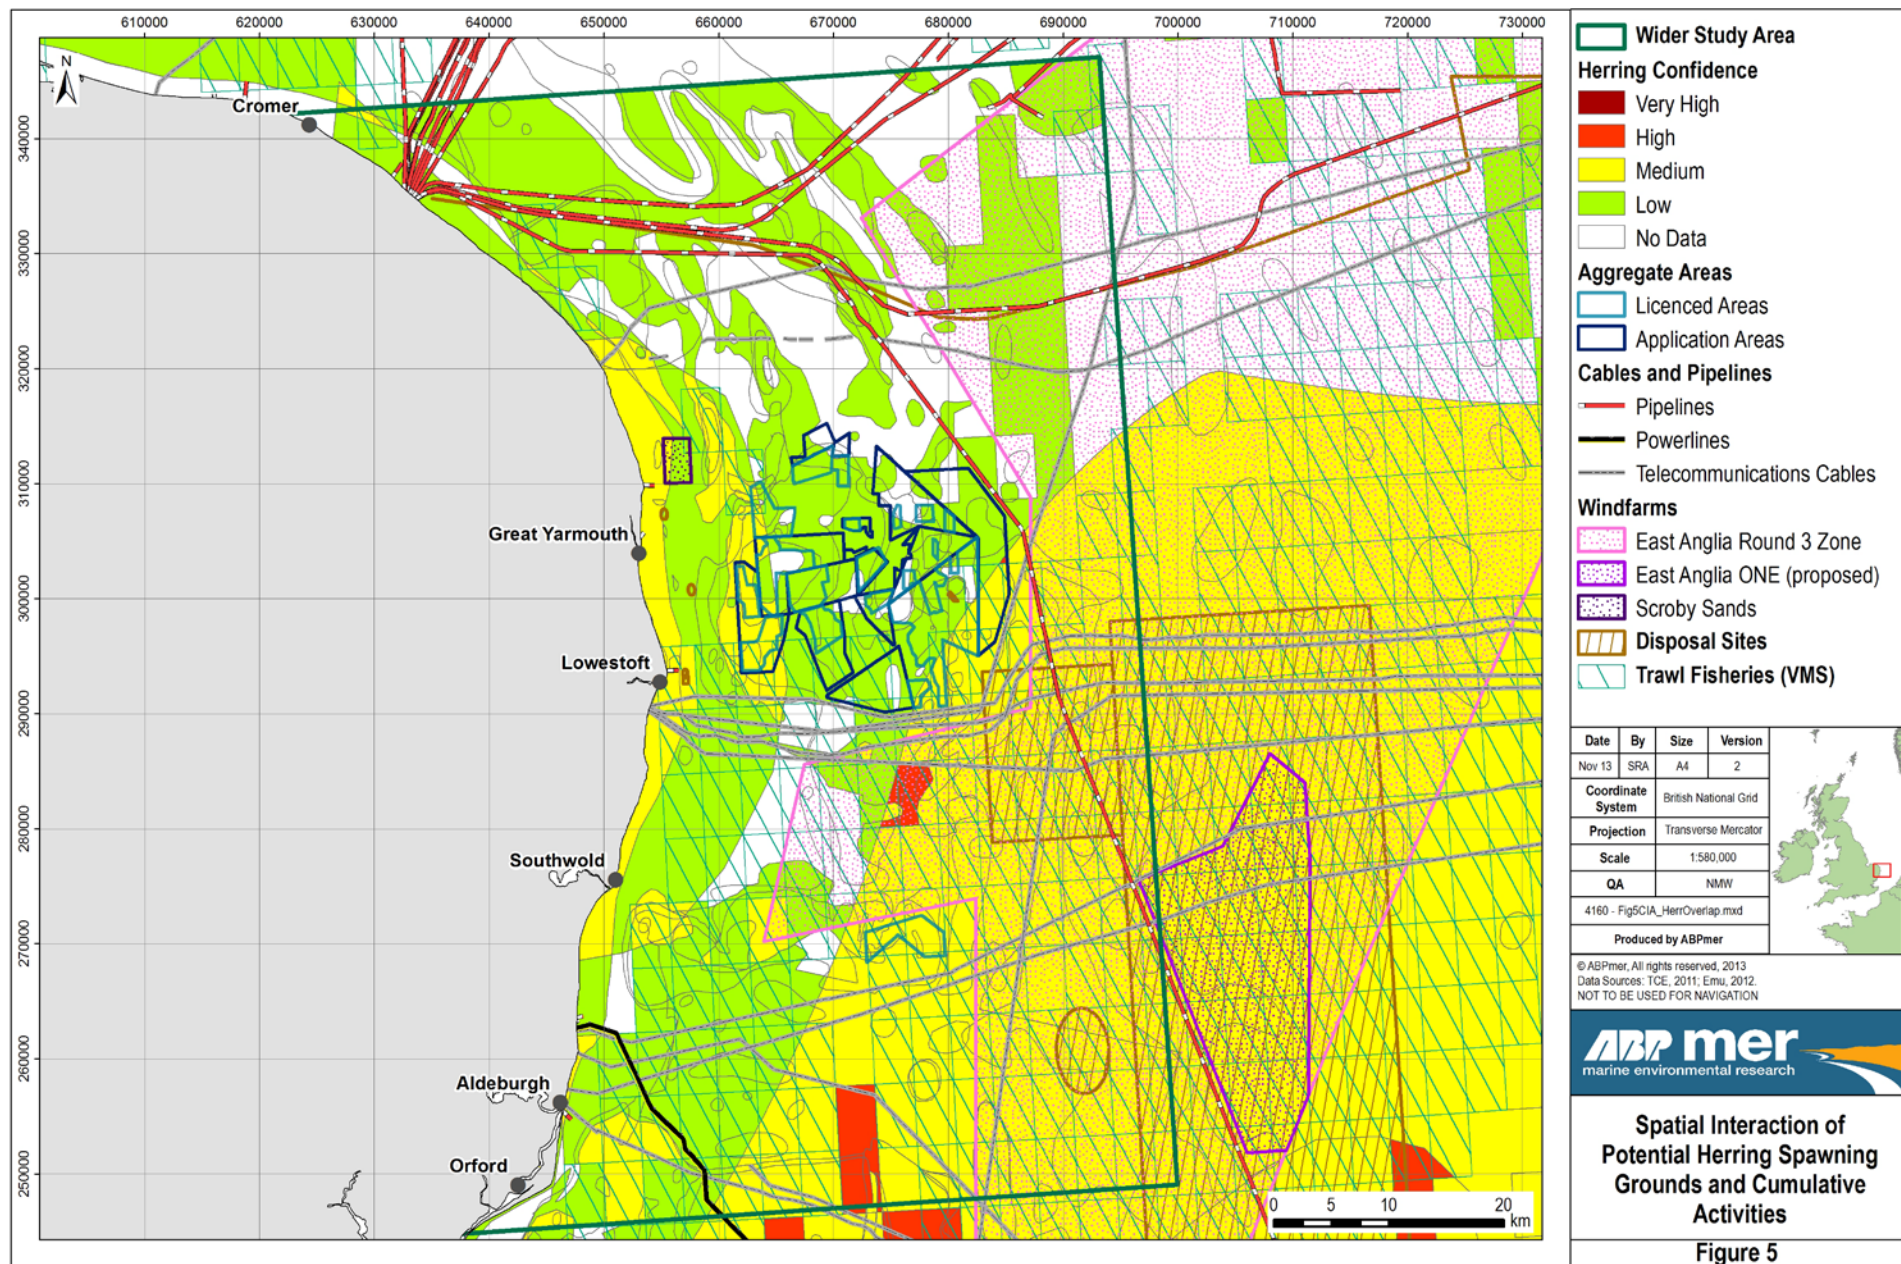 610000 620000 630000 640000 650000 660000 670000 680000 690000 700000 710000 720000 730000
340000
330000
320000
310000
300000
290000
280000
270000
260000
250000
N
Cromer
Great Yarmouth
Lowestoft
Southwold
Aldeburgh
Orford
0 5 10 20
km
Wider Study Area
Herring Confidence
Very High
High
Medium
Low
No Data
Aggregate Areas
Licenced Areas
Application Areas
Cables and Pipelines
Pipelines
Powerlines
Telecommunications Cables
Windfarms
East Anglia Round 3 Zone
East Anglia ONE (proposed)
Scroby Sands
Disposal Sites
Trawl Fisheries (VMS)
Date By Size Version
Nov 13 SRA A4 2
Coordinate System British National Grid
Projection Transverse Mercator
Scale 1:580,000
QA NMW
4160 - Fig5CIA_HerrOverlap.mxd
Produced by ABPmer
© ABPmer, All rights reserved, 2013
Data Sources: TCE, 2011; Emu, 2012.
NOT TO BE USED FOR NAVIGATION
ABP mer
marine environmental research
Spatial Interaction of
Potential Herring Spawning
Grounds and Cumulative
Activities
Figure 5